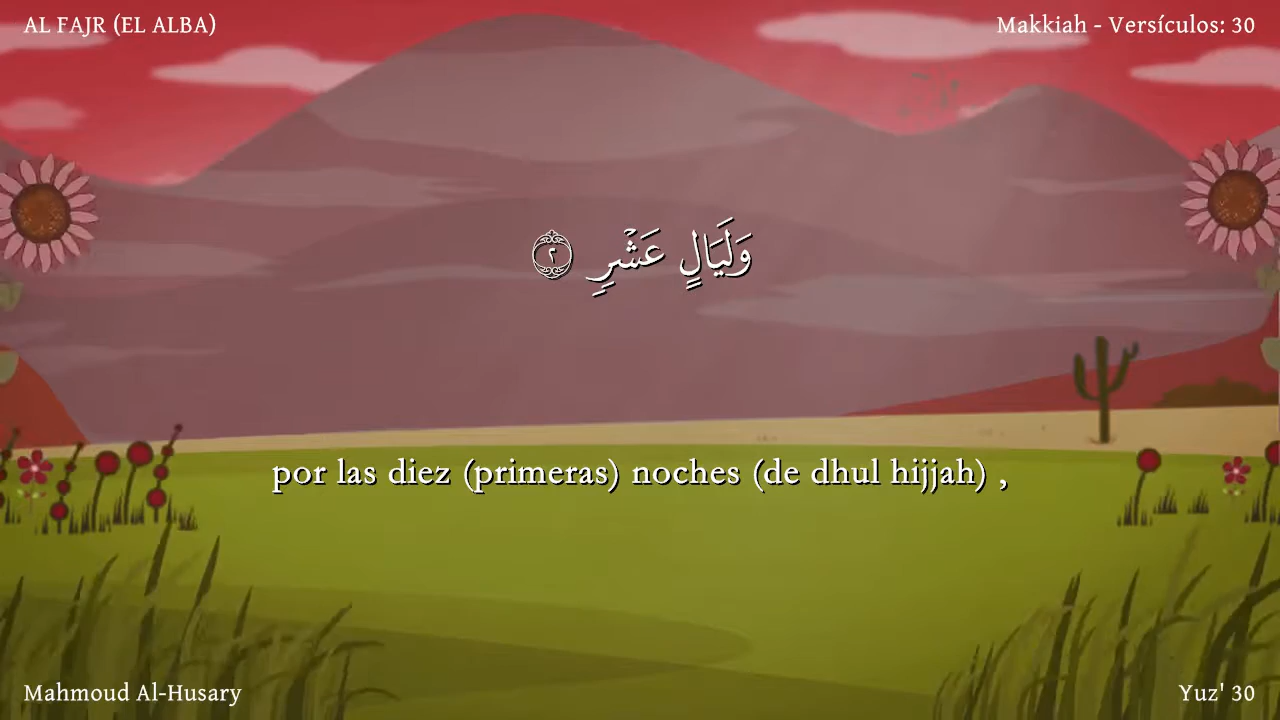 AL FAJR (EL ALBA)
Makkiah - Versículos: 30
وَلَيَالٍ عَشْرٍ ٢
por las diez (primeras) noches (de dhul hijjah) ,
Mahmoud Al-Husary
Yuz' 30